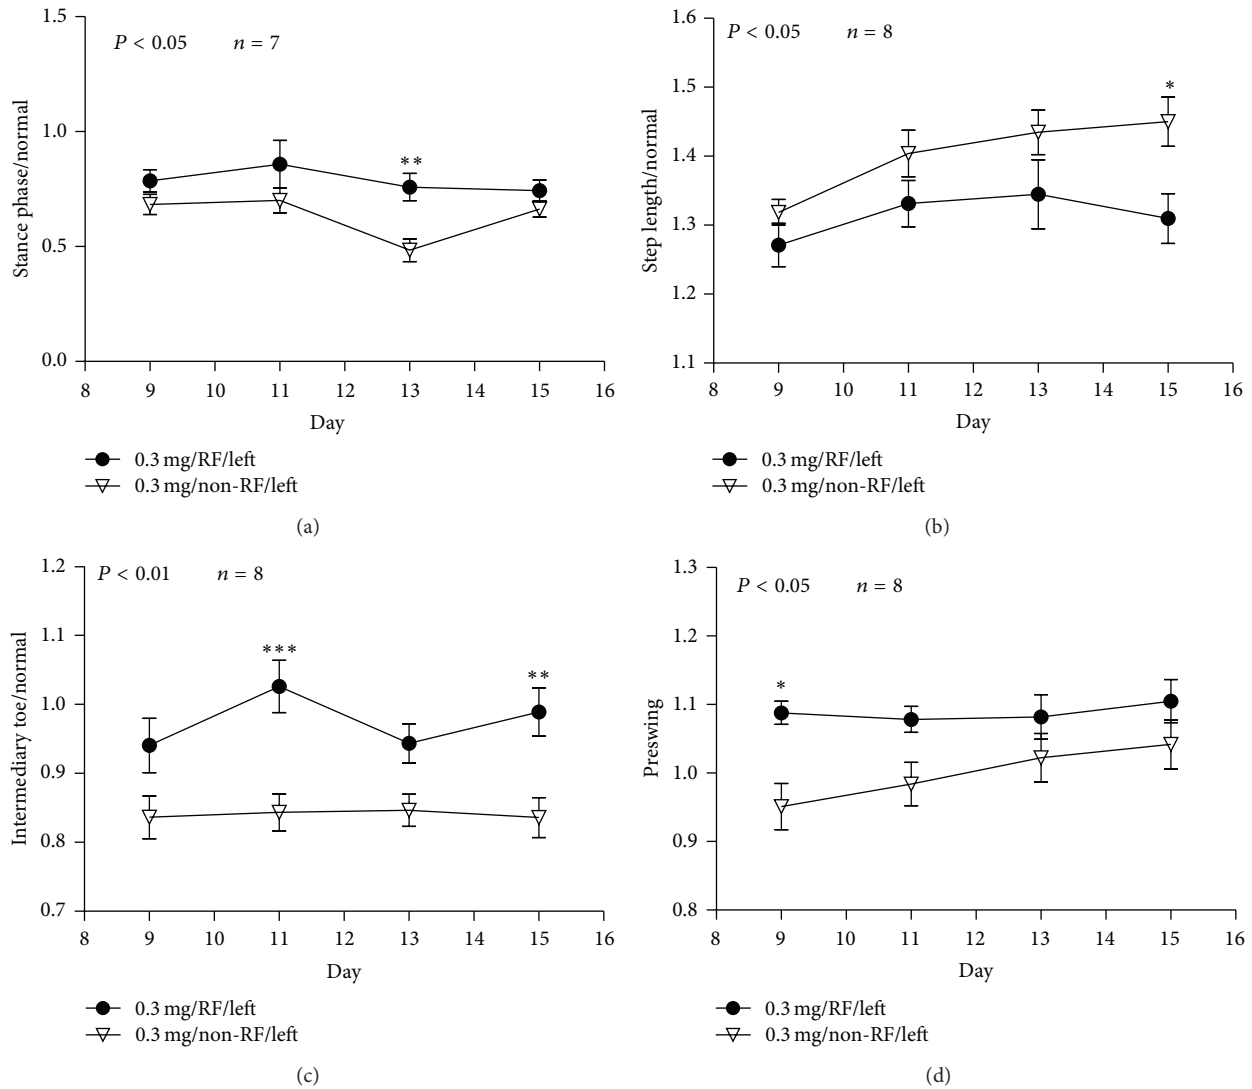 P < 0.05 n = 7
1.5
1.0
0.5
0.0
Stance phase/normal
8 9 10 11 12 13 14 15 16
**
Day
0.3 mg/RF/left
0.3 mg/non-RF/left
(a)
P < 0.05 n = 8
1.6
1.5
1.4
1.3
1.2
1.1
Step length/normal
8 9 10 11 12 13 14 15 16
*
Day
0.3 mg/RF/left
0.3 mg/non-RF/left
(b)
P < 0.01 n = 8
1.2
1.1
1.0
0.9
0.8
0.7
Intermediary toe/normal
8 9 10 11 12 13 14 15 16
***
**
Day
0.3 mg/RF/left
0.3 mg/non-RF/left
(c)
P < 0.05 n = 8
1.3
1.2
1.1
1.0
0.9
0.8
Preswing
8 9 10 11 12 13 14 15 16
*
Day
0.3 mg/RF/left
0.3 mg/non-RF/left
(d)